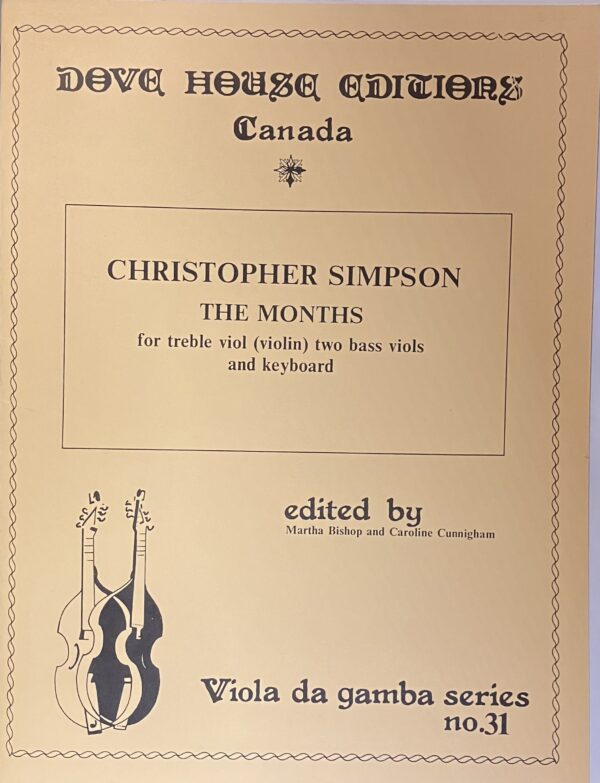 DOVE HOUSE EDITIONS
Canada
CHRISTOPHER SIMPSON
THE MONTHS
for treble viol (violin) two bass viols
and keyboard
edited by
Martha Bishop and Caroline Cunnigham
Viola da gamba series
no.31